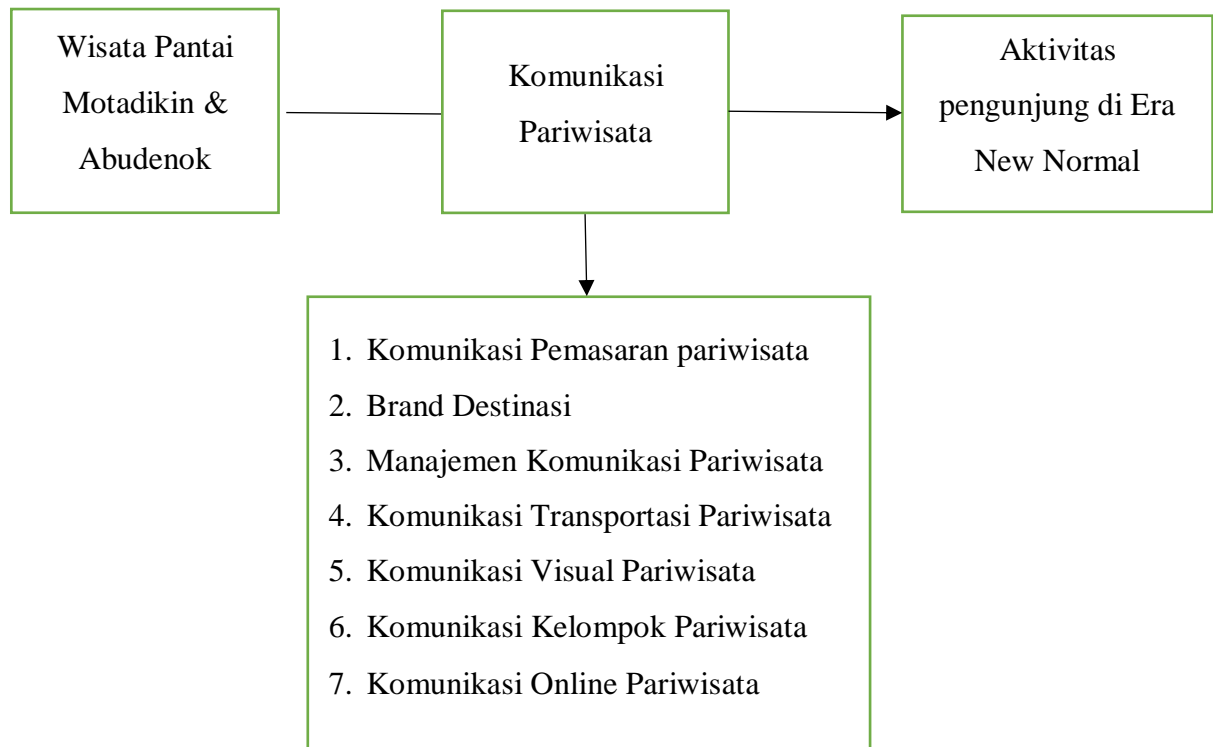 Wisata Pantai
Motadikin &
Abudenok
Komunikasi
Pariwisata
Aktivitas
pengunjung di Era
New Normal
1. Komunikasi Pemasaran pariwisata
2. Brand Destinasi
3. Manajemen Komunikasi Pariwisata
4. Komunikasi Transportasi Pariwisata
5. Komunikasi Visual Pariwisata
6. Komunikasi Kelompok Pariwisata
7. Komunikasi Online Pariwisata